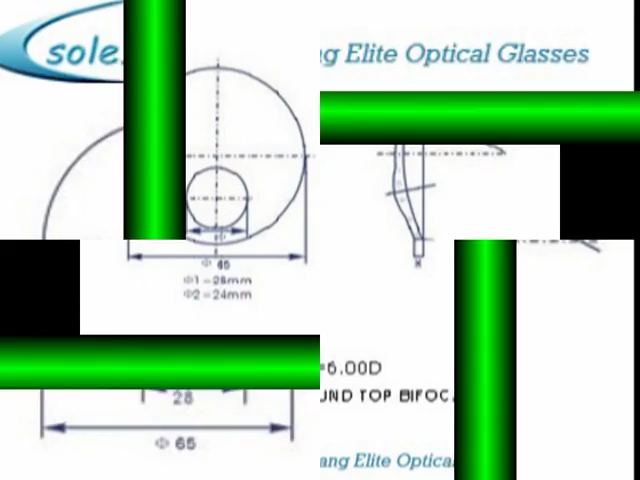 sole
ng Elite Optical Glasses
Φ 65
Φ1=28mm
Φ2=24mm
=6.00D
UND TOP BIFOC
28
Φ 65
ang Elite Optica